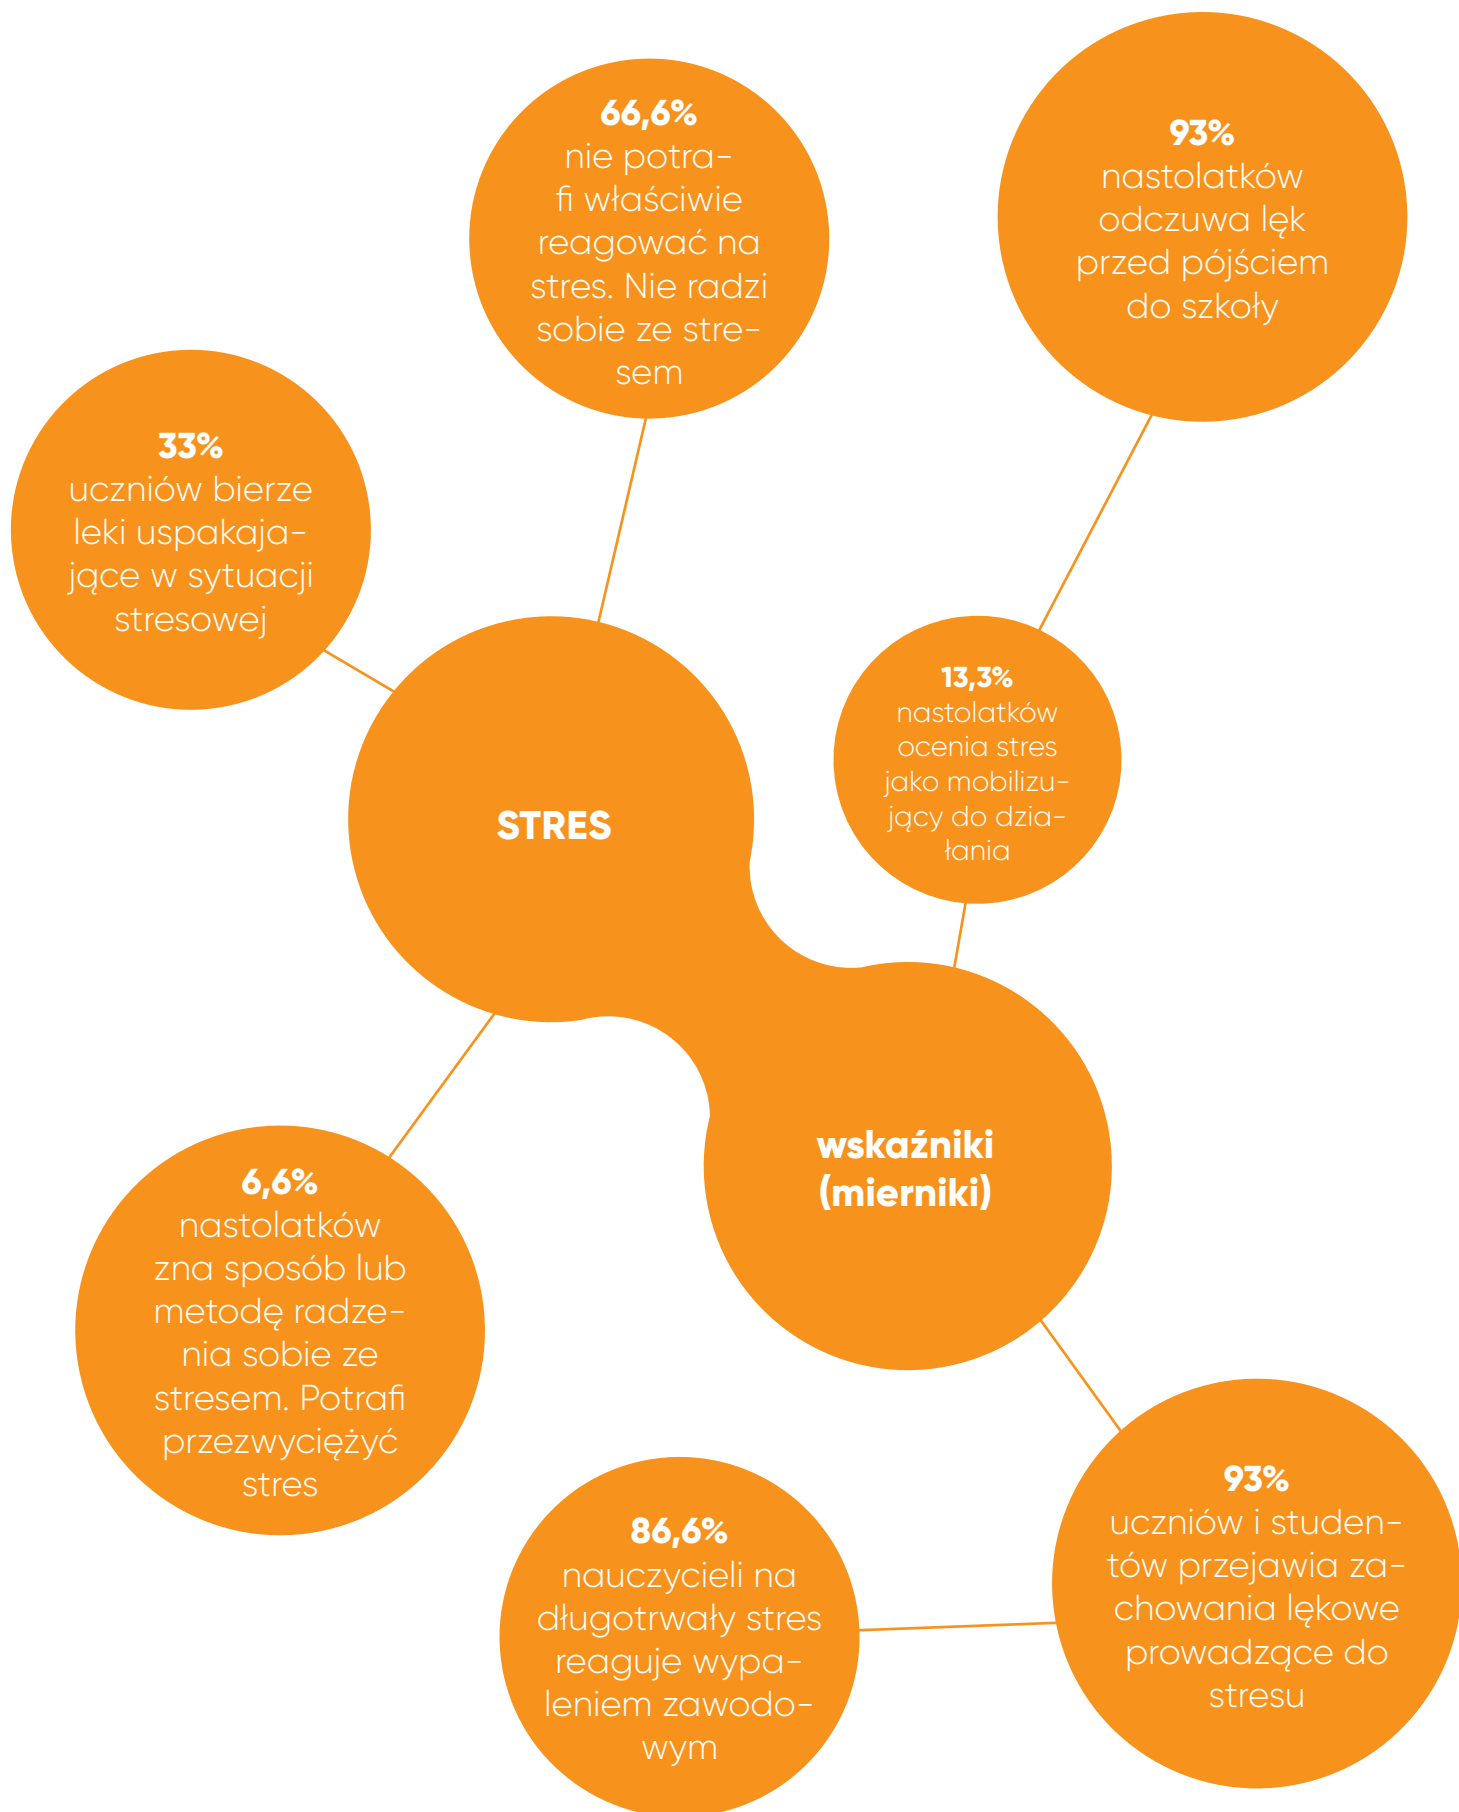 66,6%
nie potra-
fi właściwie
reagować na
stres. Nie radzi
sobie ze stre-
sem
93%
nastolatków
odczuwa lęk
przed pójściem
do szkoły
33%
uczniów bierze
leki uspakaja-
jące w sytuacji
stresowej
13,3%
nastolatków
ocenia stres
jako mobilizu-
jący do dzia-
łania
STRES
wskaźniki
(mierniki)
6,6%
nastolatków
zna sposób lub
metodę radze-
nia sobie ze
stresem. Potrafi
przezwyciężyć
stres
86,6%
nauczycieli na
długotrwały stres
reaguje wypa-
leniem zawodo-
wym
93%
uczniów i studen-
tów przejawia za-
chowania lękowe
prowadzące do
stresu